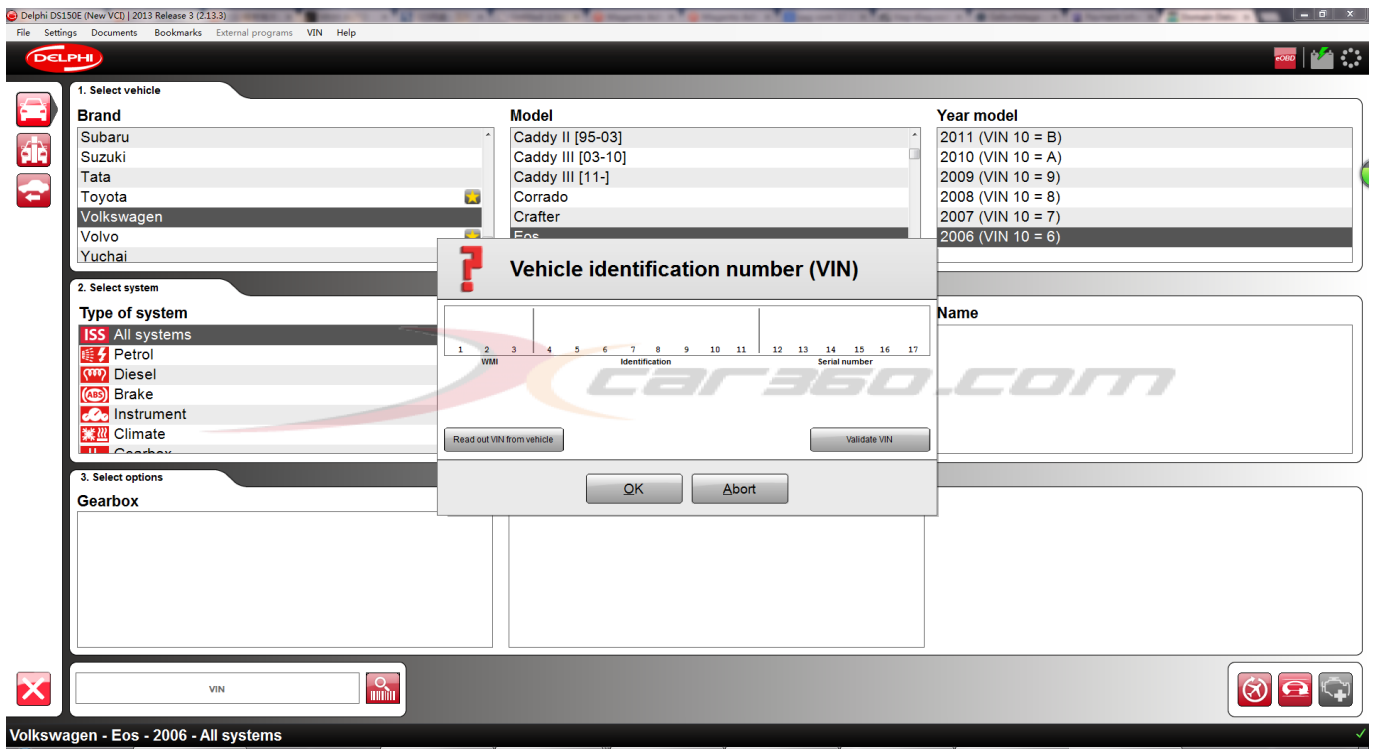 Delphi DS150E (New VCI) | 2013 Release 3 (2.13.3)
File Settings Documents Bookmarks External programs VIN Help
DELPHI
eOBD
1. Select vehicle
Brand Model Year model
Subaru Caddy II [95-03] 2011 (VIN 10 = B)
Suzuki Caddy III [03-10] 2010 (VIN 10 = A)
Tata Caddy III [11-] 2009 (VIN 10 = 9)
Toyota Corrado 2008 (VIN 10 = 8)
Volkswagen Crafter 2007 (VIN 10 = 7)
Volvo Eos 2006 (VIN 10 = 6)
Yuchai
Vehicle identification number (VIN)
2. Select system
Type of system Name
ISS All systems
Petrol
Diesel
ABS Brake
Instrument
Climate
Gearbox
1 2 3 4 5 6 7 8 9 10 11 12 13 14 15 16 17
WMI Identification Serial number
Xcar360.com
Read out VIN from vehicle Validate VIN
OK Abort
3. Select options
Gearbox
VIN
Volkswagen - Eos - 2006 - All systems